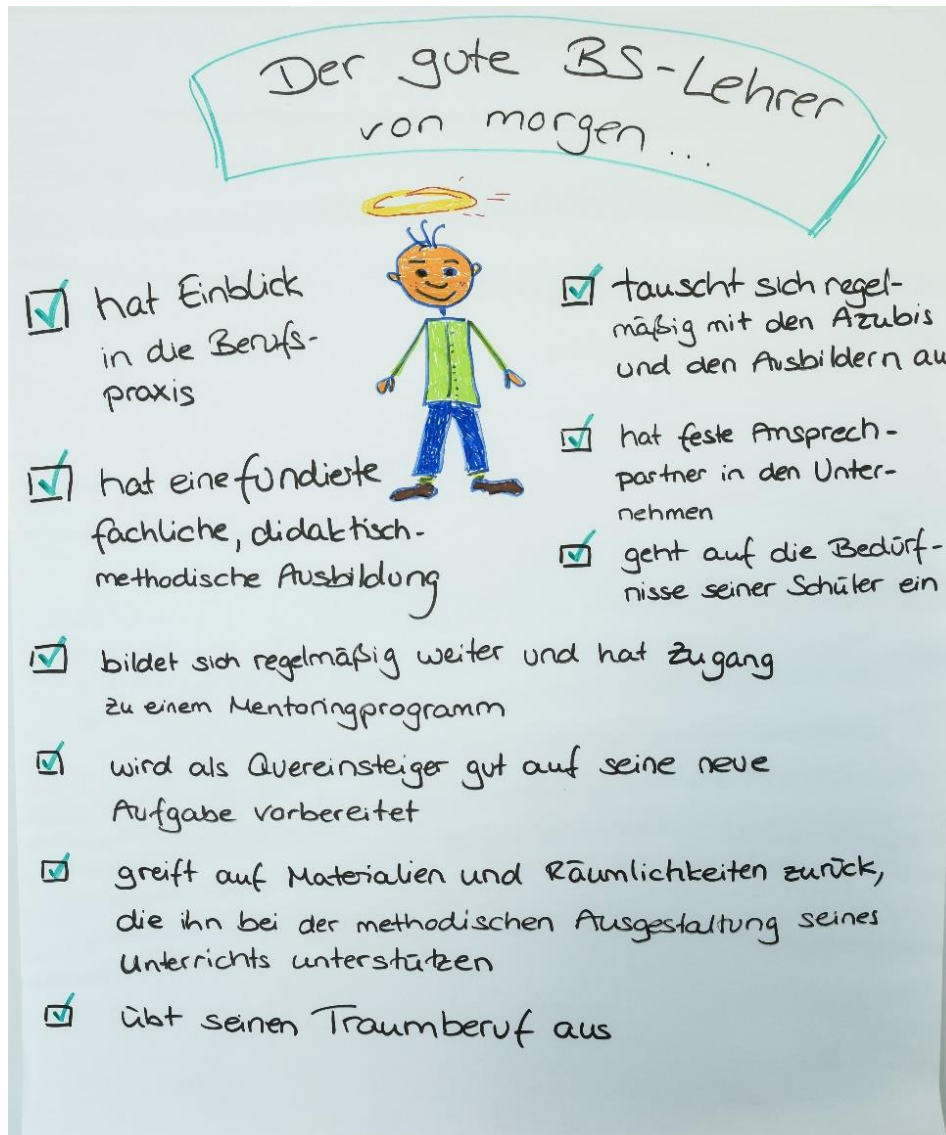 Der gute BS-Lehrer
von morgen ...
hat Einblick
in die Berufs-
praxis
hat eine fundierte
fachliche, didaktisch-
methodische Ausbildung
tauscht sich regel-
mäßig mit den Azubis
und den Ausbildern au
hat feste Ansprech-
partner in den Unter-
nehmen
geht auf die Bedürf-
nisse seiner Schüler ein
bildet sich regelmäßig weiter und hat Zugang
zu einem Mentoringprogramm
wird als Quereinsteiger gut auf seine neue
Aufgabe vorbereitet
greift auf Materialien und Räumlichkeiten zurück,
die ihn bei der methodischen Ausgestaltung seines
Unterrichts unterstützen
übt seinen Traumberuf aus